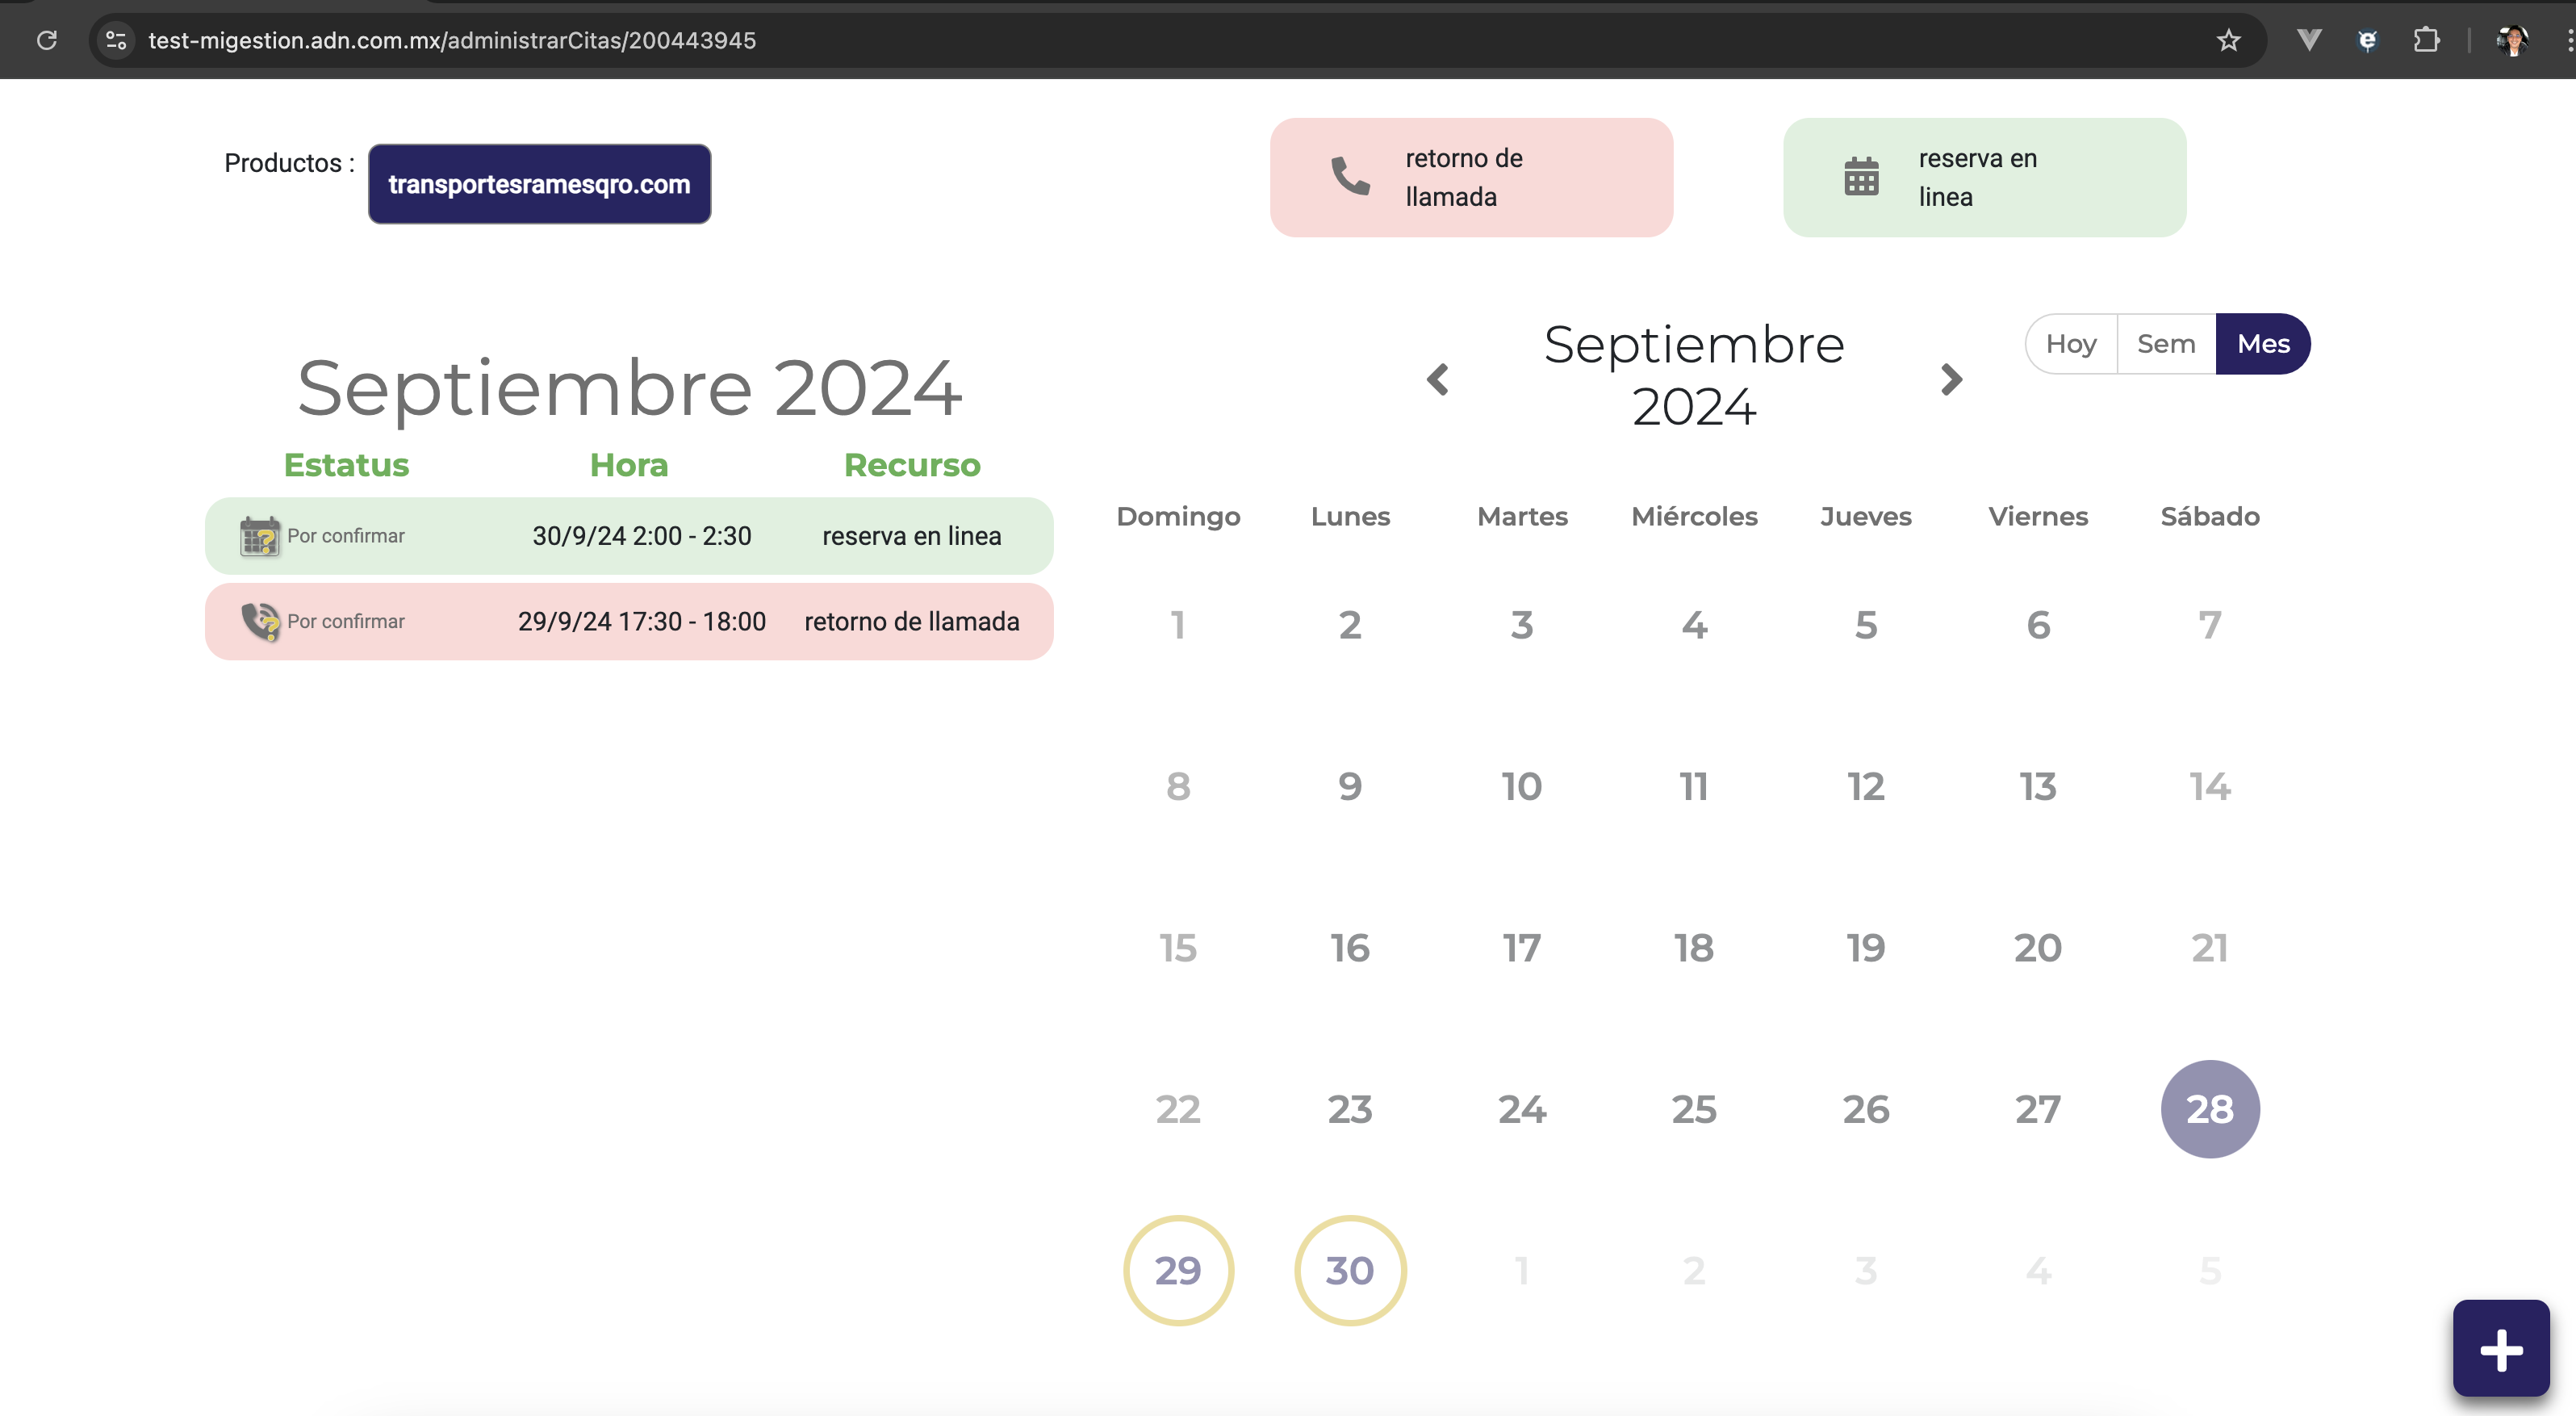 test-migestion.adn.com.mx/administrarCitas/200443945
Productos :
transportesramesqro.com
retorno de
llamada
reserva en
linea
Septiembre 2024
Estatus Hora Recurso
Por confirmar 30/9/24 2:00 - 2:30 reserva en linea
Por confirmar 29/9/24 17:30 - 18:00 retorno de llamada
Septiembre
2024
Hoy Sem Mes
Domingo Lunes Martes Miércoles Jueves Viernes Sábado
1 2 3 4 5 6 7
8 9 10 11 12 13 14
15 16 17 18 19 20 21
22 23 24 25 26 27 28
29 30 1 2 3 4 5